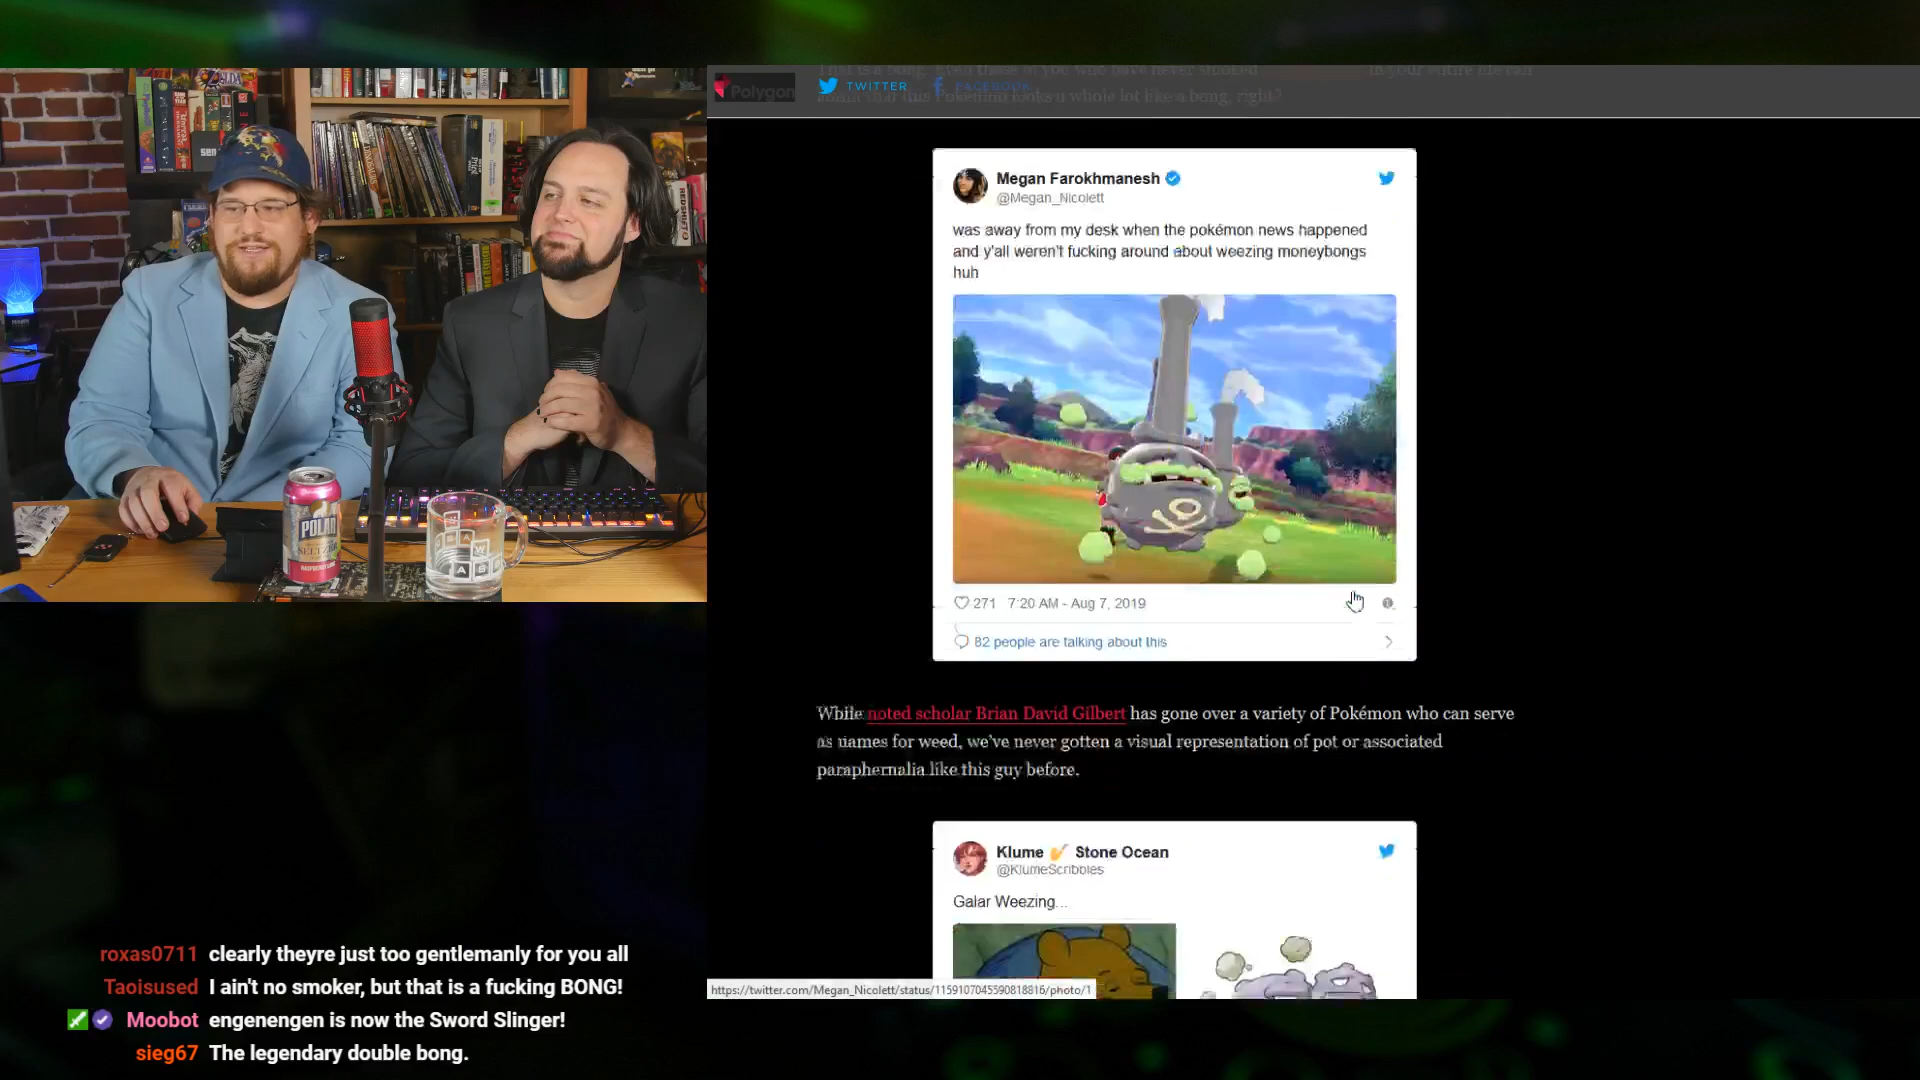 Polygon
TWITTER
FACEBOOK
Megan Farokhmanesh
@Megan_Nicolett
was away from my desk when the pokémon news happened
and y'all weren't fucking around about weezing moneybongs
huh
271 7:20 AM - Aug 7, 2019
82 people are talking about this
While noted scholar Brian David Gilbert has gone over a variety of Pokémon who can serve
as names for weed, we've never gotten a visual representation of pot or associated
paraphernalia like this guy before.
Klume Stone Ocean
@KlumeScribbles
Galar Weezing...
https://twitter.com/Megan_Nicolett/status/1159107045590818816/photo/1
ZELDA
REDSHIFT
POLAR
SELTZER
RASPBERRY LIME
W
A S
roxas0711 clearly theyre just too gentlemanly for you all
Taoisused I ain't no smoker, but that is a fucking BONG!
Moobot engenengen is now the Sword Slinger!
sieg67 The legendary double bong.